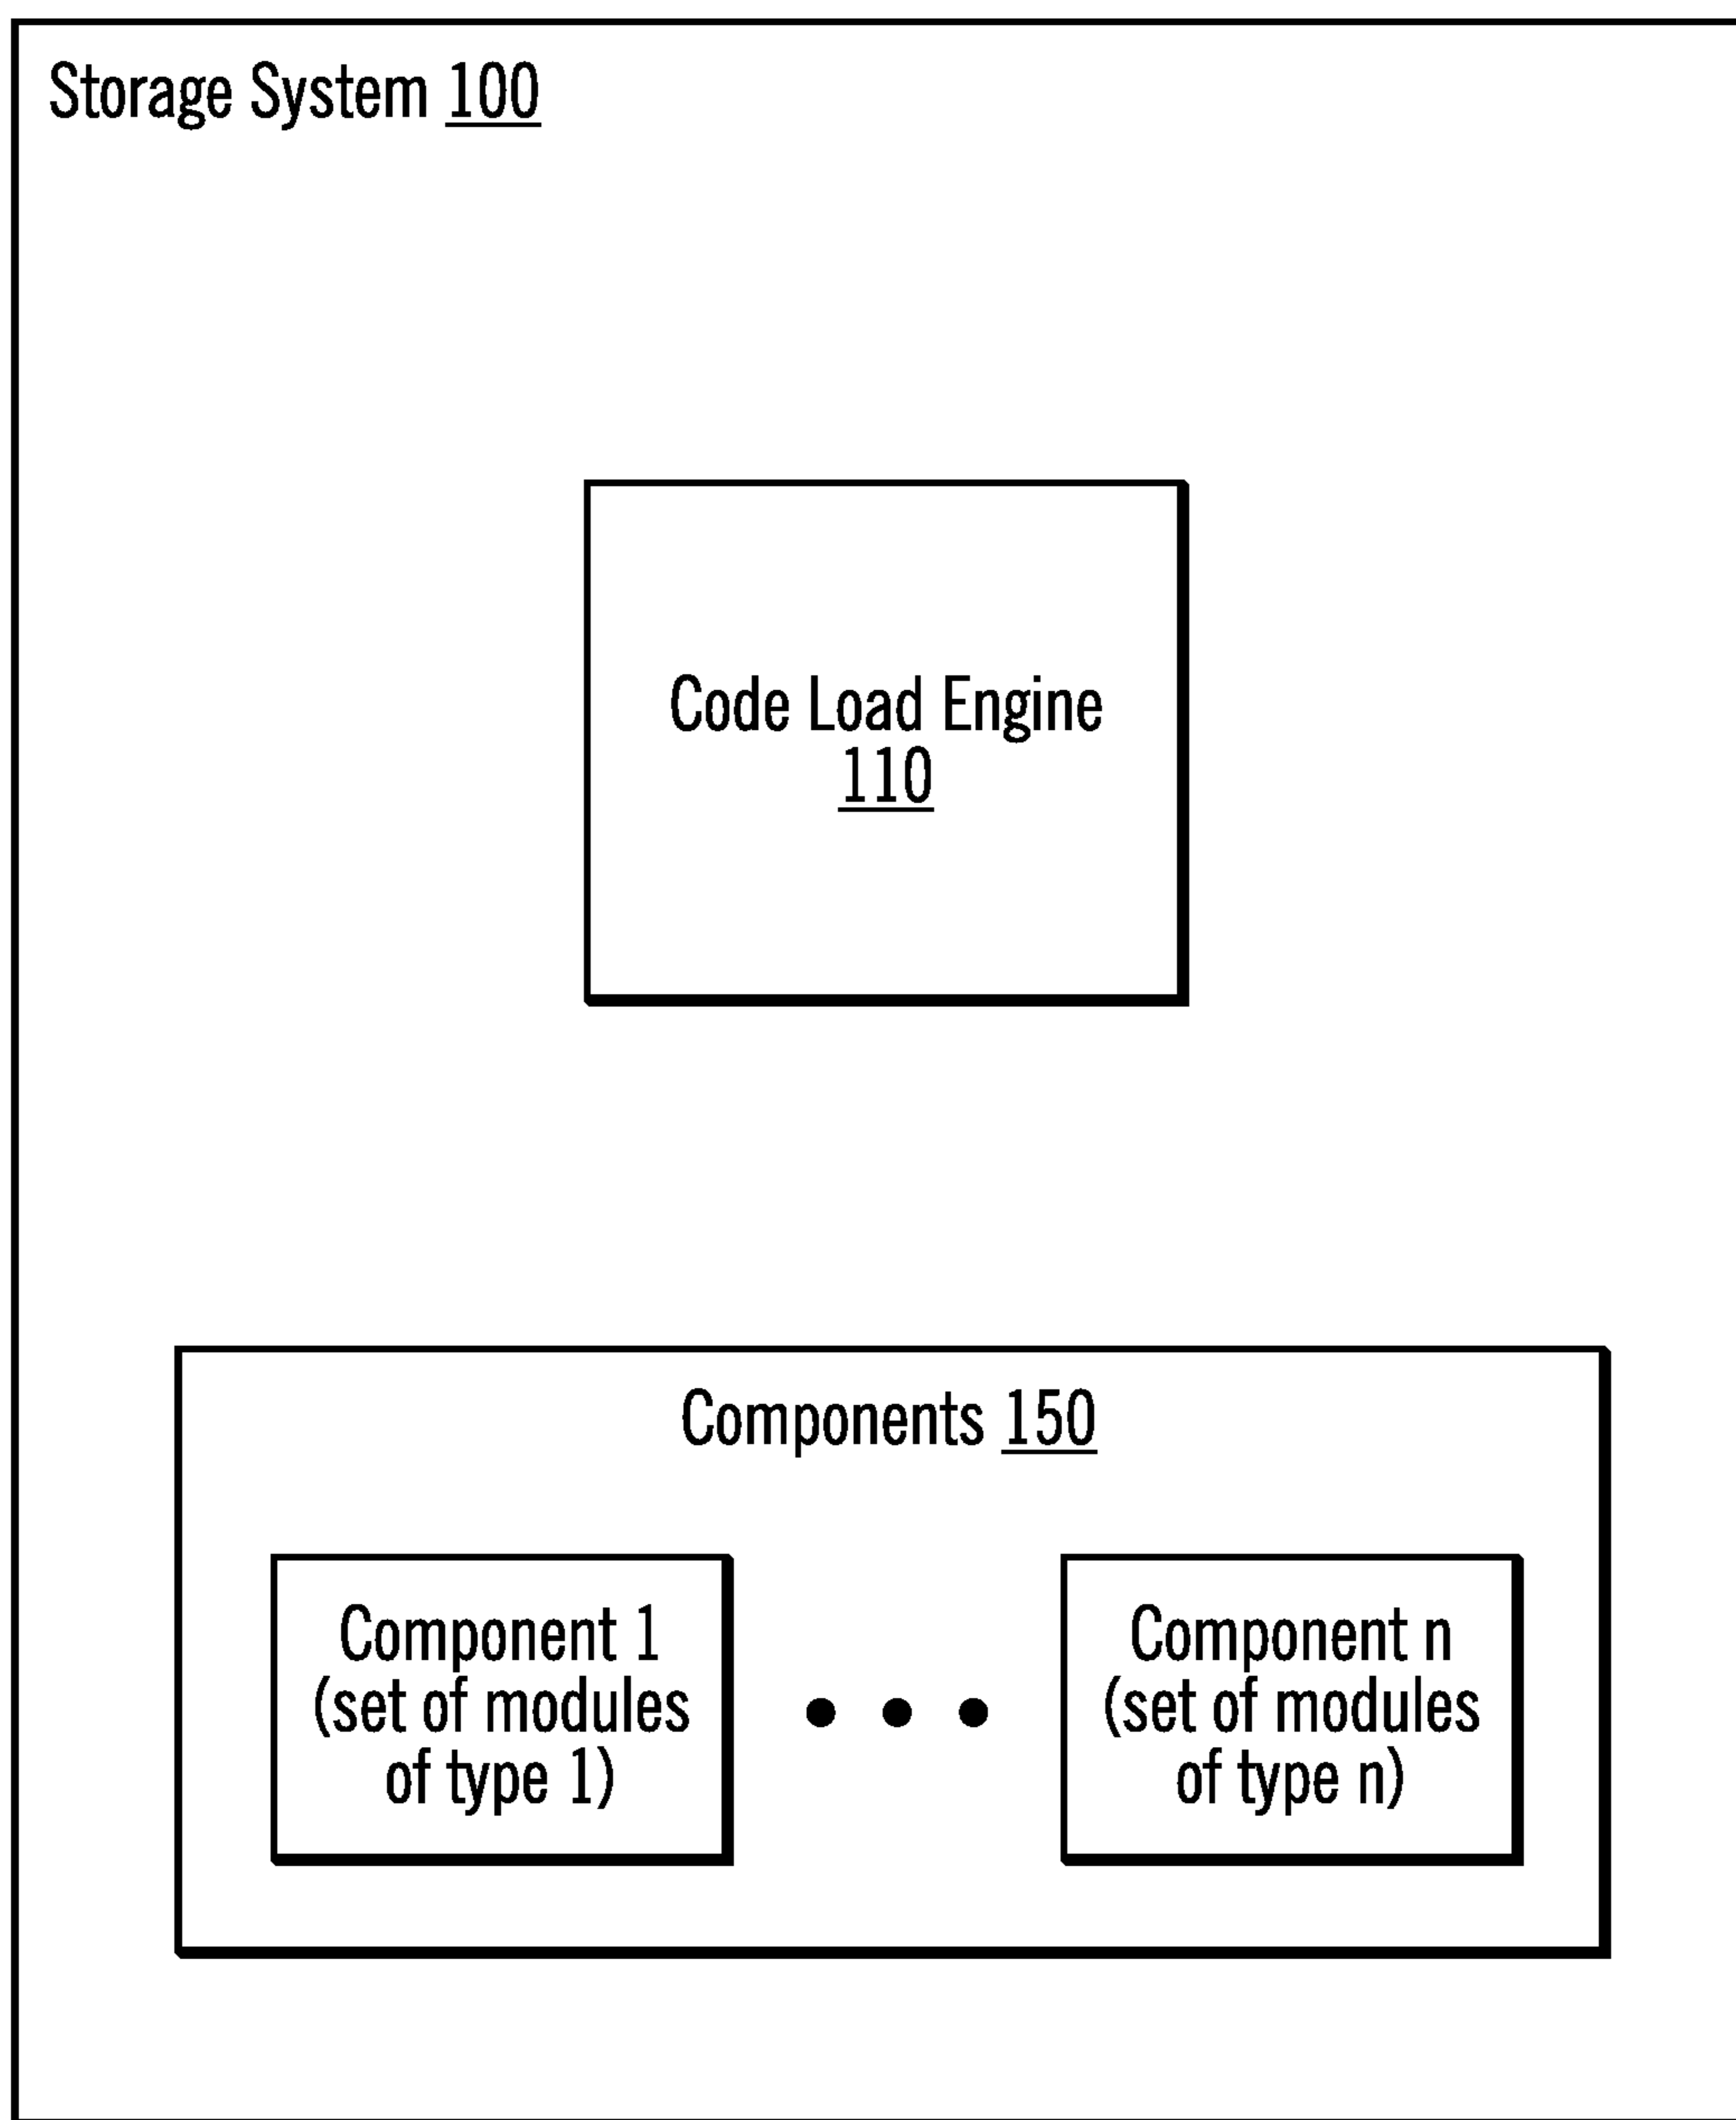 Storage System 100
Code Load Engine
110
Components 150
Component 1
(set of modules
of type 1)
Component n
(set of modules
of type n)